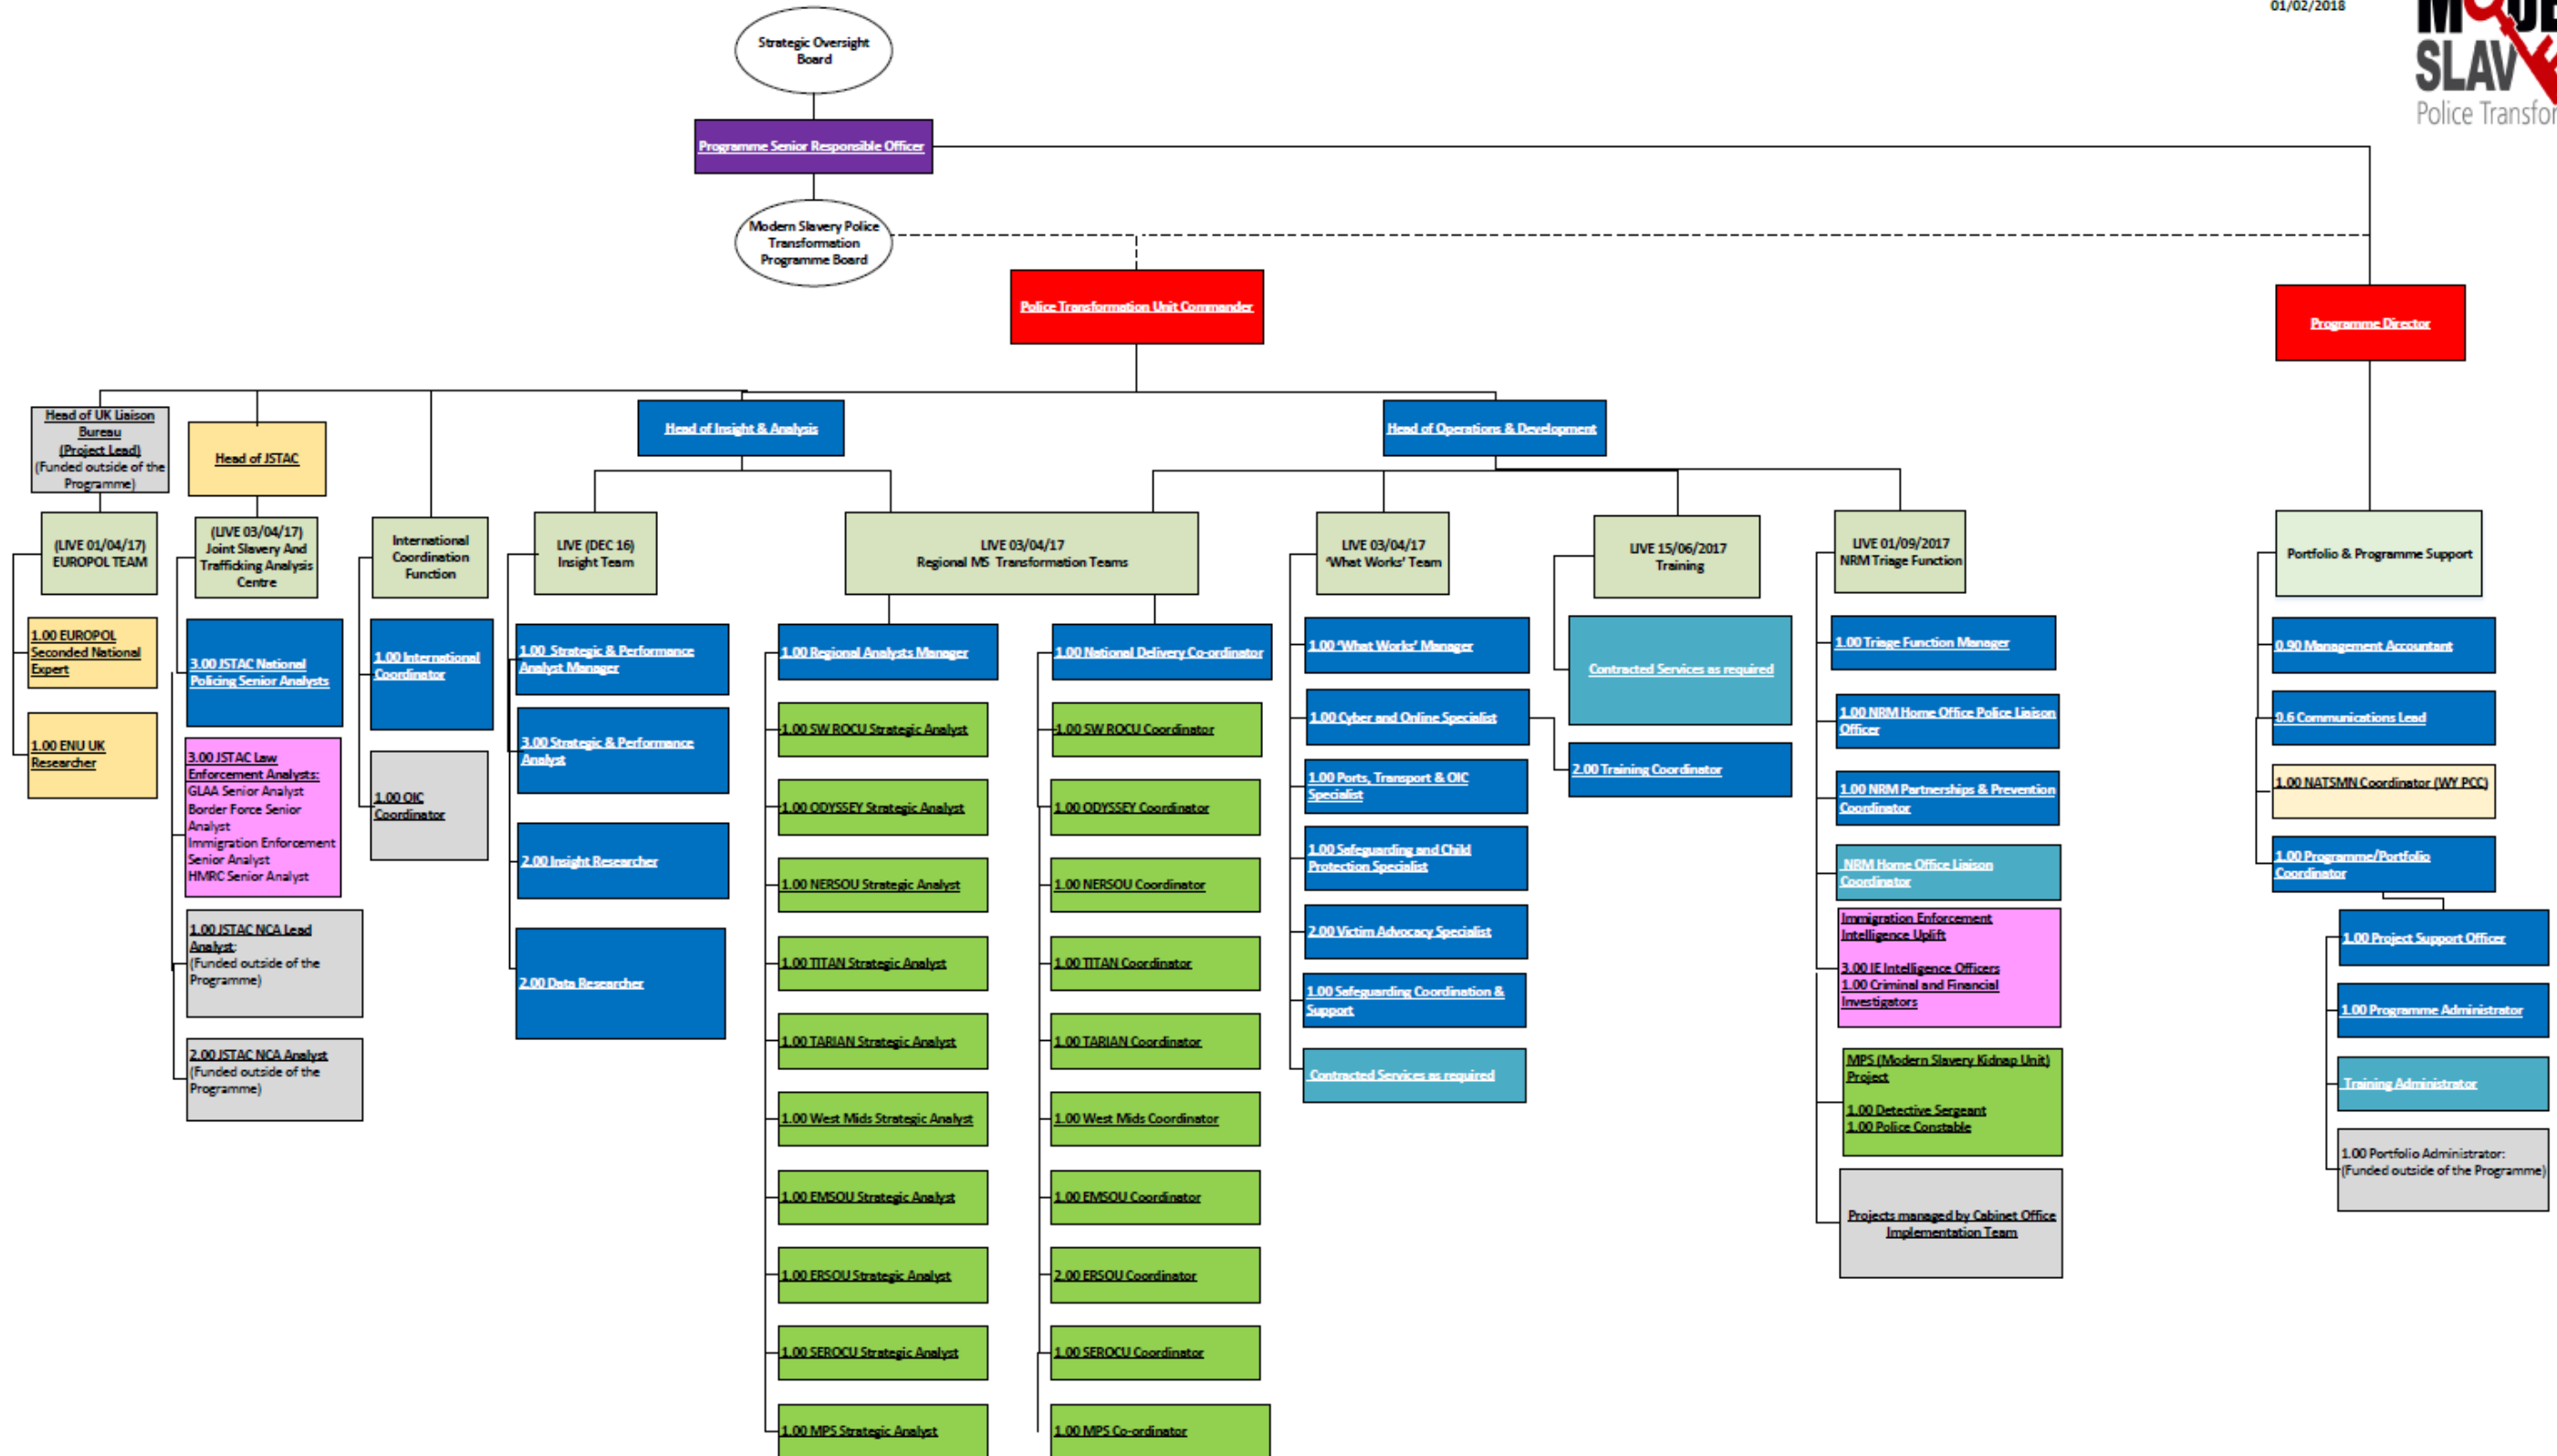 01/02/2018
SLAV
Police Transfor
Strategic Oversight
Board
Programme Senior Responsible Officer
Modern Slavery Police
Transformation
Programme Board
Police Transformation Unit Commander
Programme Director
Head of UK Liaison
Bureau
(Project Lead)
(Funded outside of the
Programme)
Head of JSTAC
Head of Insight & Analysis
Head of Operations & Development
(LIVE 01/04/17)
EUROPOL TEAM
(LIVE 03/04/17)
Joint Slavery And
Trafficking Analysis
Centre
International
Coordination
Function
LIVE (DEC 16)
Insight Team
LIVE 03/04/17
Regional MS Transformation Teams
LIVE 03/04/17
'What Works' Team
LIVE 15/06/2017
Training
LIVE 01/09/2017
NRM Triage Function
Portfolio & Programme Support
1.00 EUROPOL
Seconded National
Expert
1.00 ENU UK
Researcher
3.00 JSTAC National
Policing Senior Analysts
3.00 JSTAC Law
Enforcement Analysts:
GLAA Senior Analyst
Border Force Senior
Analyst
Immigration Enforcement
Senior Analyst
HMRC Senior Analyst
1.00 JSTAC NCA Lead
Analyst:
(Funded outside of the
Programme)
2.00 JSTAC NCA Analyst
(Funded outside of the
Programme)
1.00 International
Coordinator
1.00 OIC
Coordinator
1.00 Strategic & Performance
Analyst Manager
3.00 Strategic & Performance
Analyst
2.00 Insight Researcher
2.00 Data Researcher
1.00 Regional Analysts Manager
1.00 SW ROCU Strategic Analyst
1.00 ODYSSEY Strategic Analyst
1.00 NERSOU Strategic Analyst
1.00 TITAN Strategic Analyst
1.00 TARIAN Strategic Analyst
1.00 West Mids Strategic Analyst
1.00 EMSOU Strategic Analyst
1.00 ERSOU Strategic Analyst
1.00 SEROCU Strategic Analyst
1.00 MPS Strategic Analyst
1.00 National Delivery Co-ordinator
1.00 SW ROCU Coordinator
1.00 ODYSSEY Coordinator
1.00 NERSOU Coordinator
1.00 TITAN Coordinator
1.00 TARIAN Coordinator
1.00 West Mids Coordinator
1.00 EMSOU Coordinator
2.00 ERSOU Coordinator
1.00 SEROCU Coordinator
1.00 MPS Co-ordinator
1.00 'What Works' Manager
1.00 Cyber and Online Specialist
1.00 Ports, Transport & OIC
Specialist
1.00 Safeguarding and Child
Protection Specialist
2.00 Victim Advocacy Specialist
1.00 Safeguarding Coordination &
Support
Contracted Services as required
Contracted Services as required
2.00 Training Coordinator
1.00 Triage Function Manager
1.00 NRM Home Office Police Liaison
Officer
1.00 NRM Partnerships & Prevention
Coordinator
NRM Home Office Liaison
Coordinator
Immigration Enforcement
Intelligence Uplift
3.00 IE Intelligence Officers
1.00 Criminal and Financial
Investigators
MPS (Modern Slavery Kidnap Unit)
Project
1.00 Detective Sergeant
1.00 Police Constable
Projects managed by Cabinet Office
Implementation Team
0.90 Management Accountant
0.6 Communications Lead
1.00 NATSMN Coordinator (WY PCC)
1.00 Programme/Portfolio
Coordinator
1.00 Project Support Officer
1.00 Programme Administrator
Training Administrator
1.00 Portfolio Administrator:
(Funded outside of the Programme)